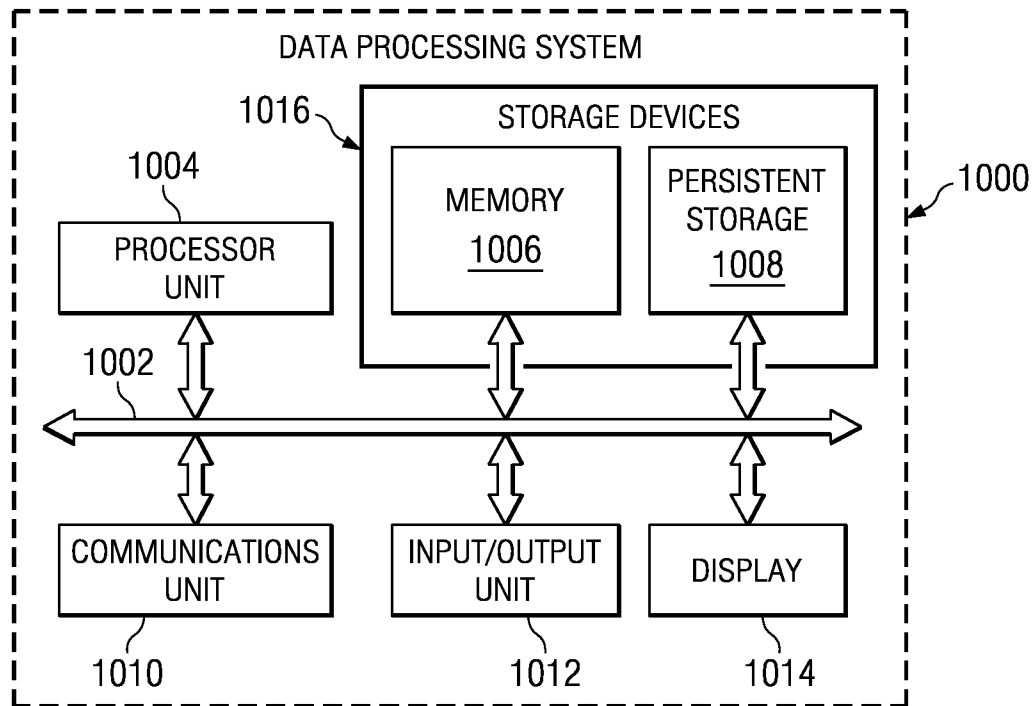 DATA PROCESSING SYSTEM
1016
STORAGE DEVICES
1004
MEMORY
1006
PERSISTENT
STORAGE
1008
1000
PROCESSOR
UNIT
1002
COMMUNICATIONS
UNIT
INPUT/OUTPUT
UNIT
DISPLAY
1010
1012
1014